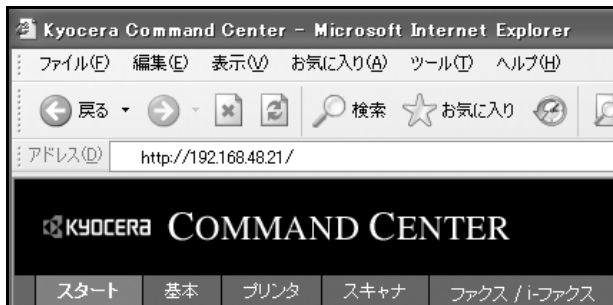 Kyocera Command Center - Microsoft Internet Explorer
ファイル(F) 編集(E) 表示(V) お気に入り(A) ツール(T) ヘルプ(H)
戻る 検索 お気に入り
アドレス(D) http://192.168.48.21/
KYOCERA COMMAND CENTER
スタート 基本 プリンタ スキャナ ファクス / i-ファクス